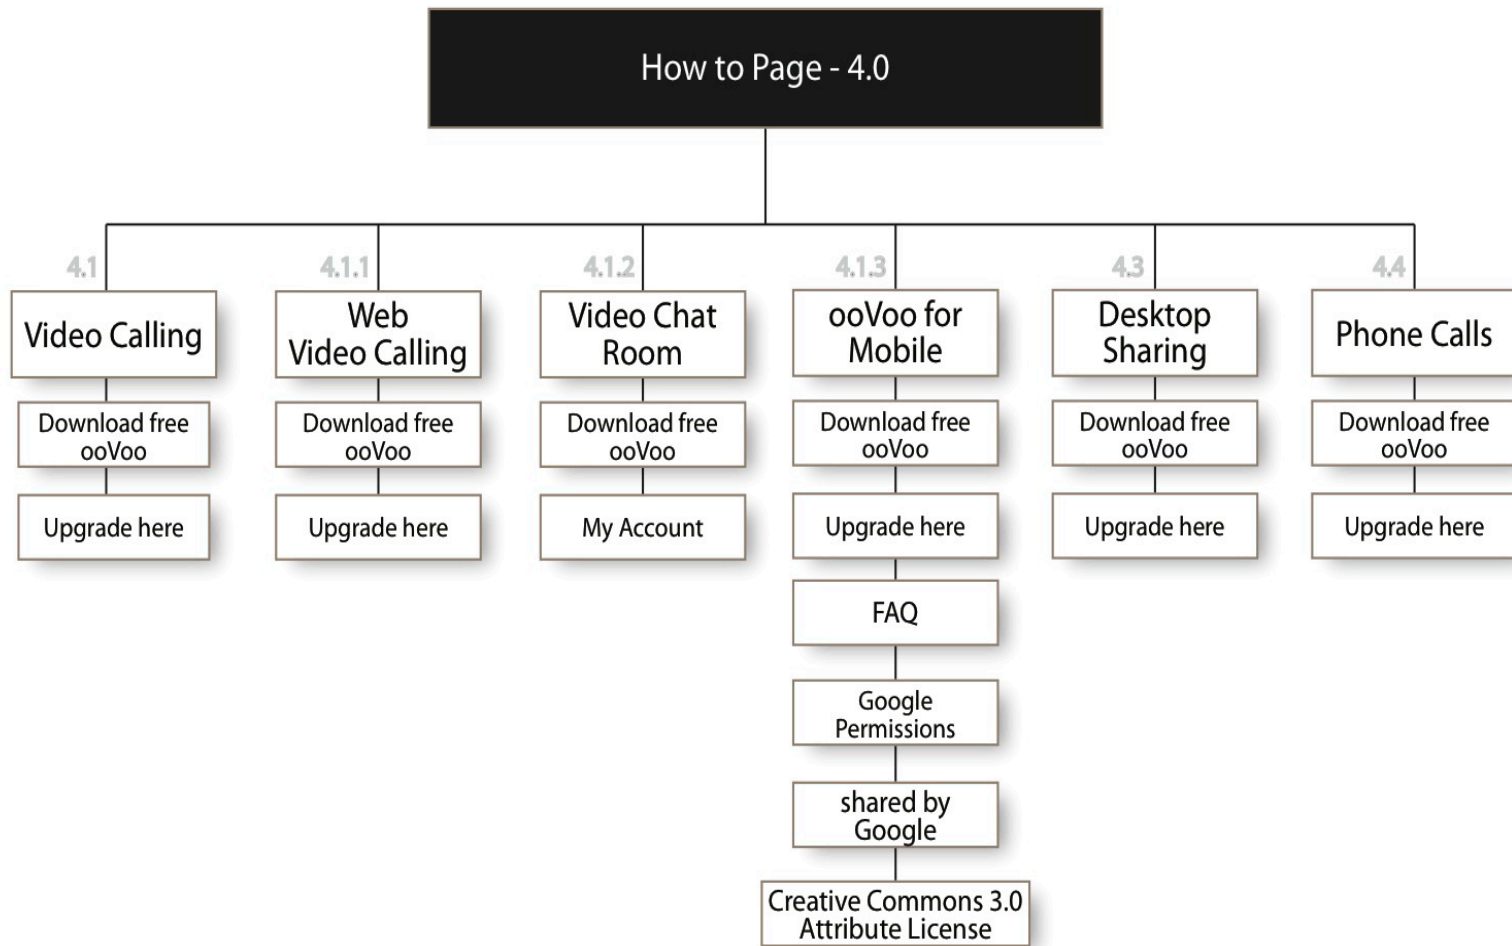 How to Page - 4.0
4.1
Video Calling
Download free
ooVoo
Upgrade here
4.1.1
Web
Video Calling
Download free
ooVoo
Upgrade here
4.1.2
Video Chat
Room
Download free
ooVoo
My Account
4.1.3
ooVoo for
Mobile
Download free
ooVoo
Upgrade here
FAQ
Google
Permissions
shared by
Google
Creative Commons 3.0
Attribute License
4.3
Desktop
Sharing
Download free
ooVoo
Upgrade here
4.4
Phone Calls
Download free
ooVoo
Upgrade here